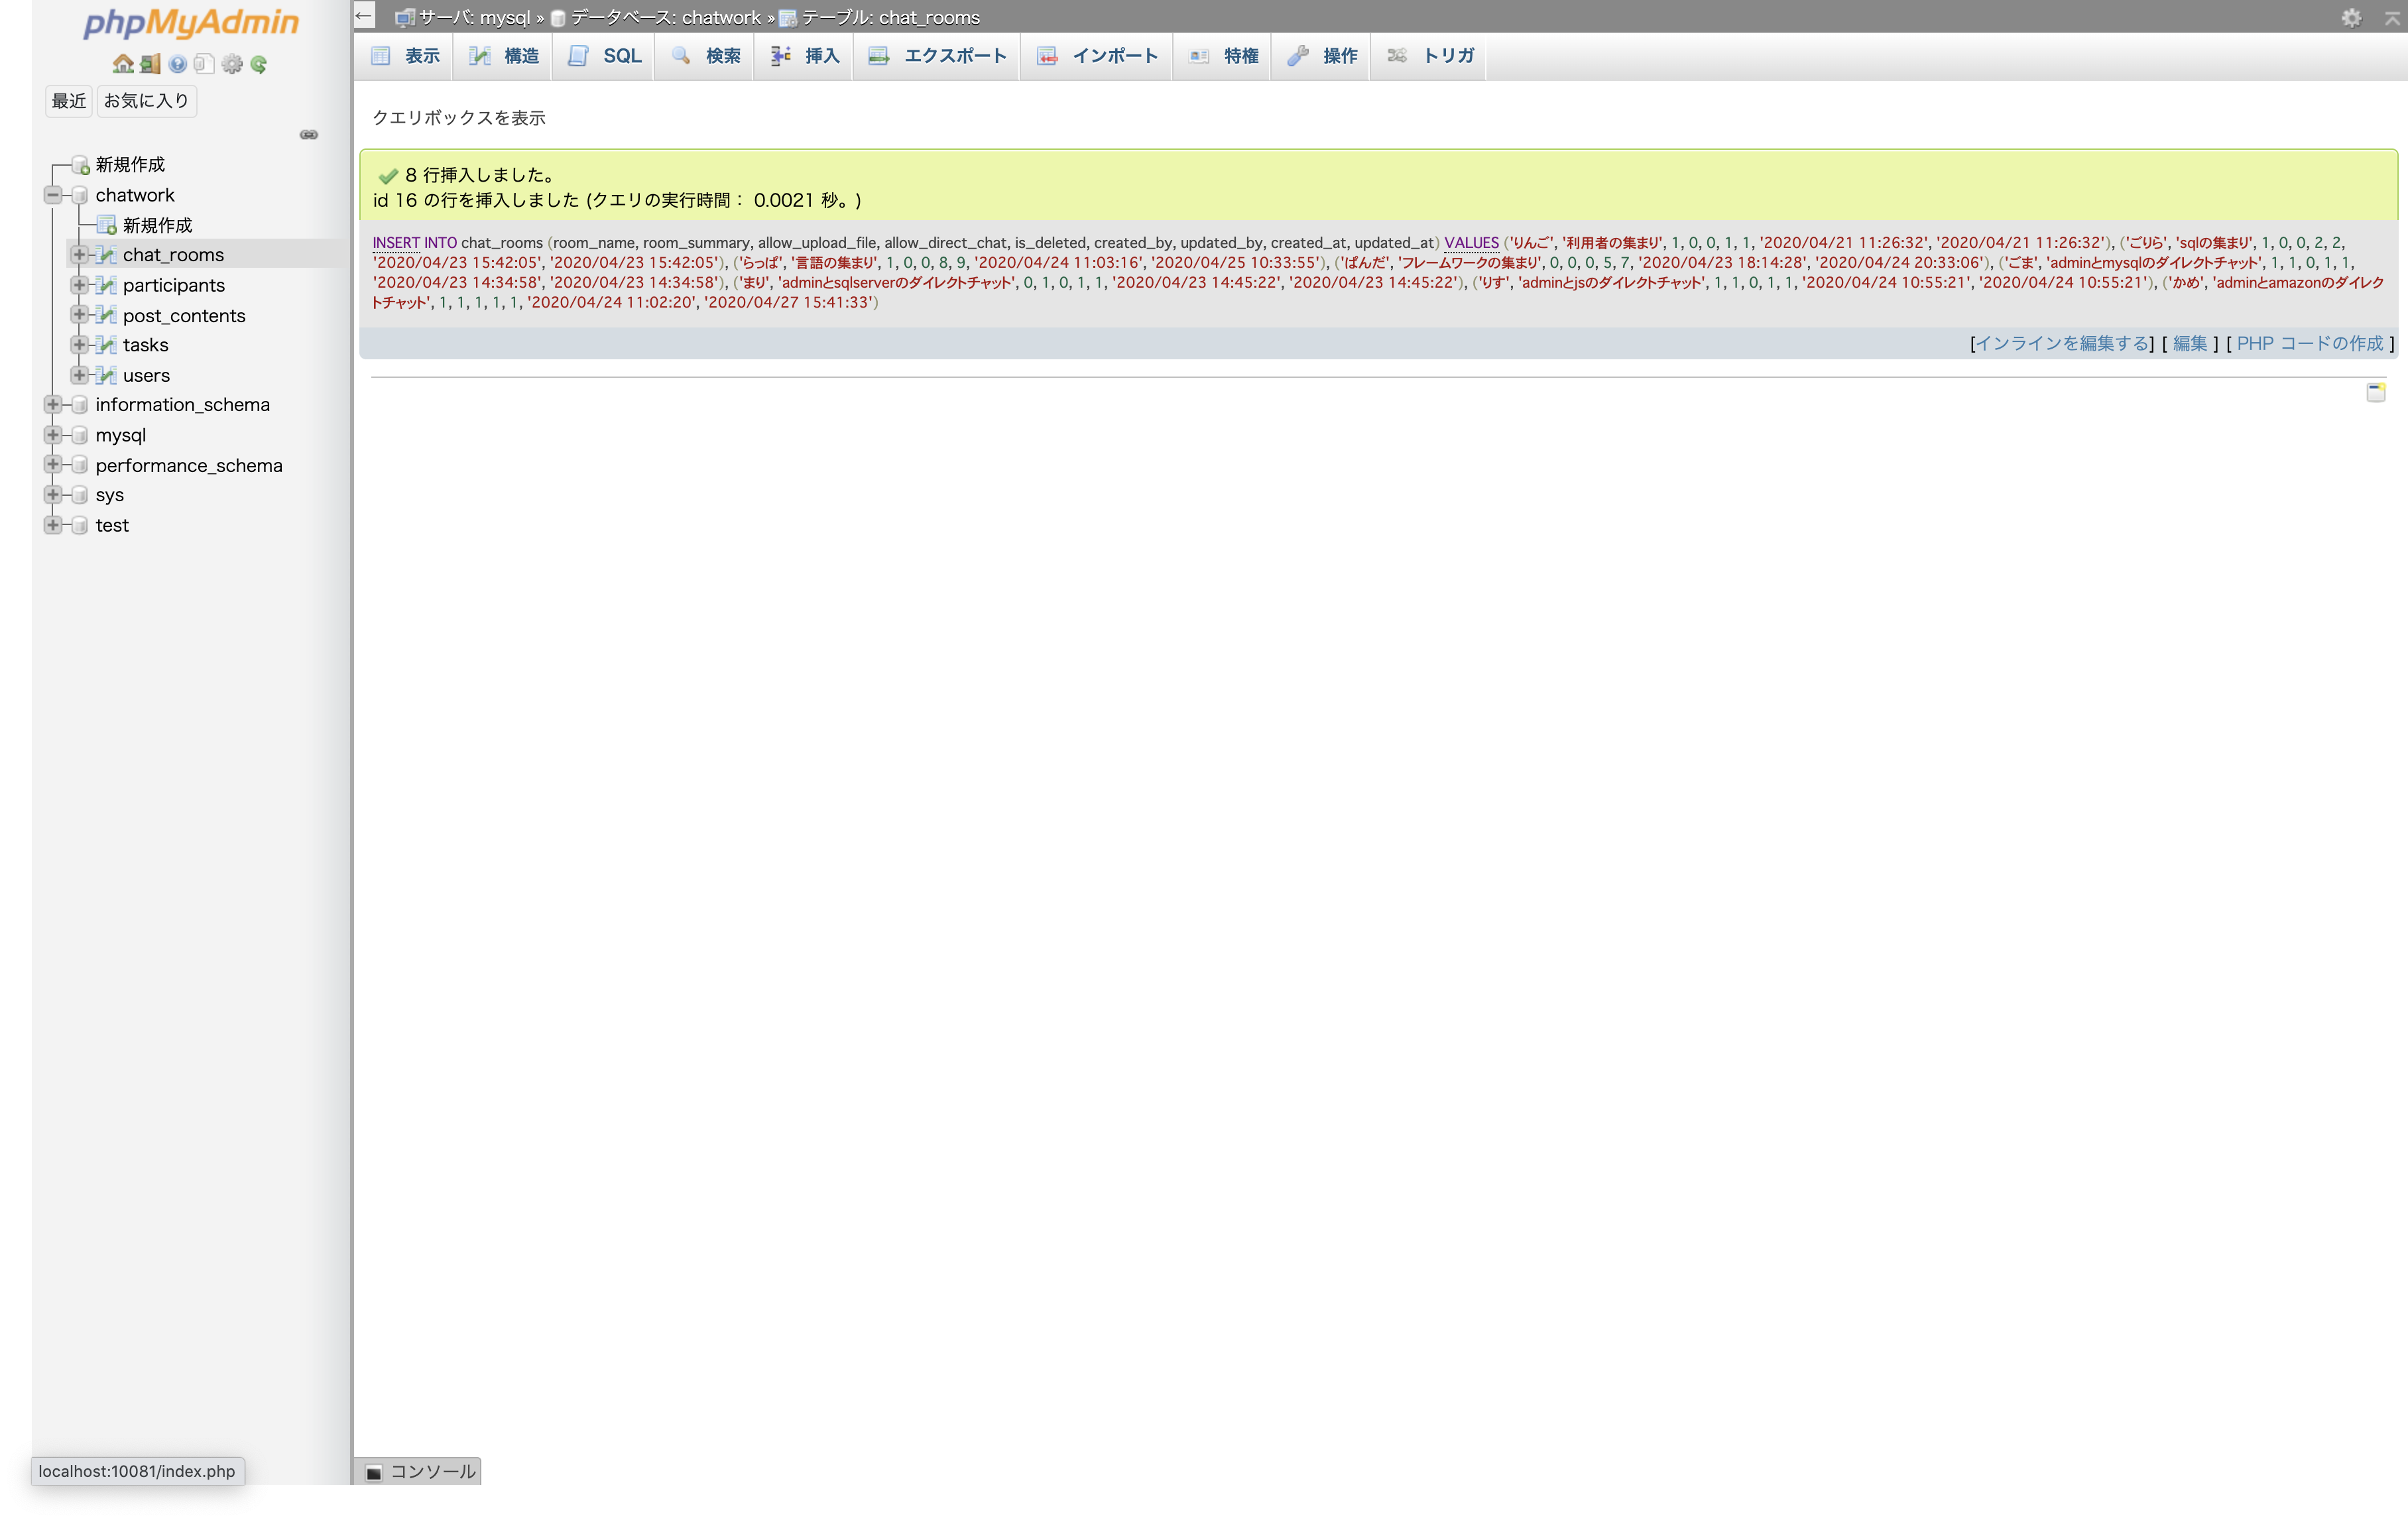 phpMyAdmin
最近 お気に入り
新規作成
chatwork
新規作成
chat_rooms
participants
post_contents
tasks
users
information_schema
mysql
performance_schema
sys
test
localhost:10081/index.php
← サーバ: mysql » データベース: chatwork » テーブル: chat_rooms
表示 構造 SQL 検索 挿入 エクスポート インポート 特権 操作 トリガ
クエリボックスを表示
8 行挿入しました。
id 16 の行を挿入しました (クエリの実行時間： 0.0021 秒。)
INSERT INTO chat_rooms (room_name, room_summary, allow_upload_file, allow_direct_chat, is_deleted, created_by, updated_by, created_at, updated_at) VALUES ('りんご', '利用者の集まり', 1, 0, 0, 1, 1, '2020/04/21 11:26:32', '2020/04/21 11:26:32'), ('ごりら', 'sqlの集まり', 1, 0, 0, 2, 2,
'2020/04/23 15:42:05', '2020/04/23 15:42:05'), ('らっぱ', '言語の集まり', 1, 0, 0, 8, 9, '2020/04/24 11:03:16', '2020/04/25 10:33:55'), ('ぱんだ', 'フレームワークの集まり', 0, 0, 0, 5, 7, '2020/04/23 18:14:28', '2020/04/24 20:33:06'), ('ごま', 'adminとmysqlのダイレクトチャット', 1, 1, 0, 1, 1,
'2020/04/23 14:34:58', '2020/04/23 14:34:58'), ('まり', 'adminとsqlserverのダイレクトチャット', 0, 1, 0, 1, 1, '2020/04/23 14:45:22', '2020/04/23 14:45:22'), ('りす', 'adminとjsのダイレクトチャット', 1, 1, 0, 1, 1, '2020/04/24 10:55:21', '2020/04/24 10:55:21'), ('かめ', 'adminとamazonのダイレク
トチャット', 1, 1, 1, 1, 1, '2020/04/24 11:02:20', '2020/04/27 15:41:33')
[インラインを編集する] [ 編集 ] [ PHP コードの作成 ]
コンソール